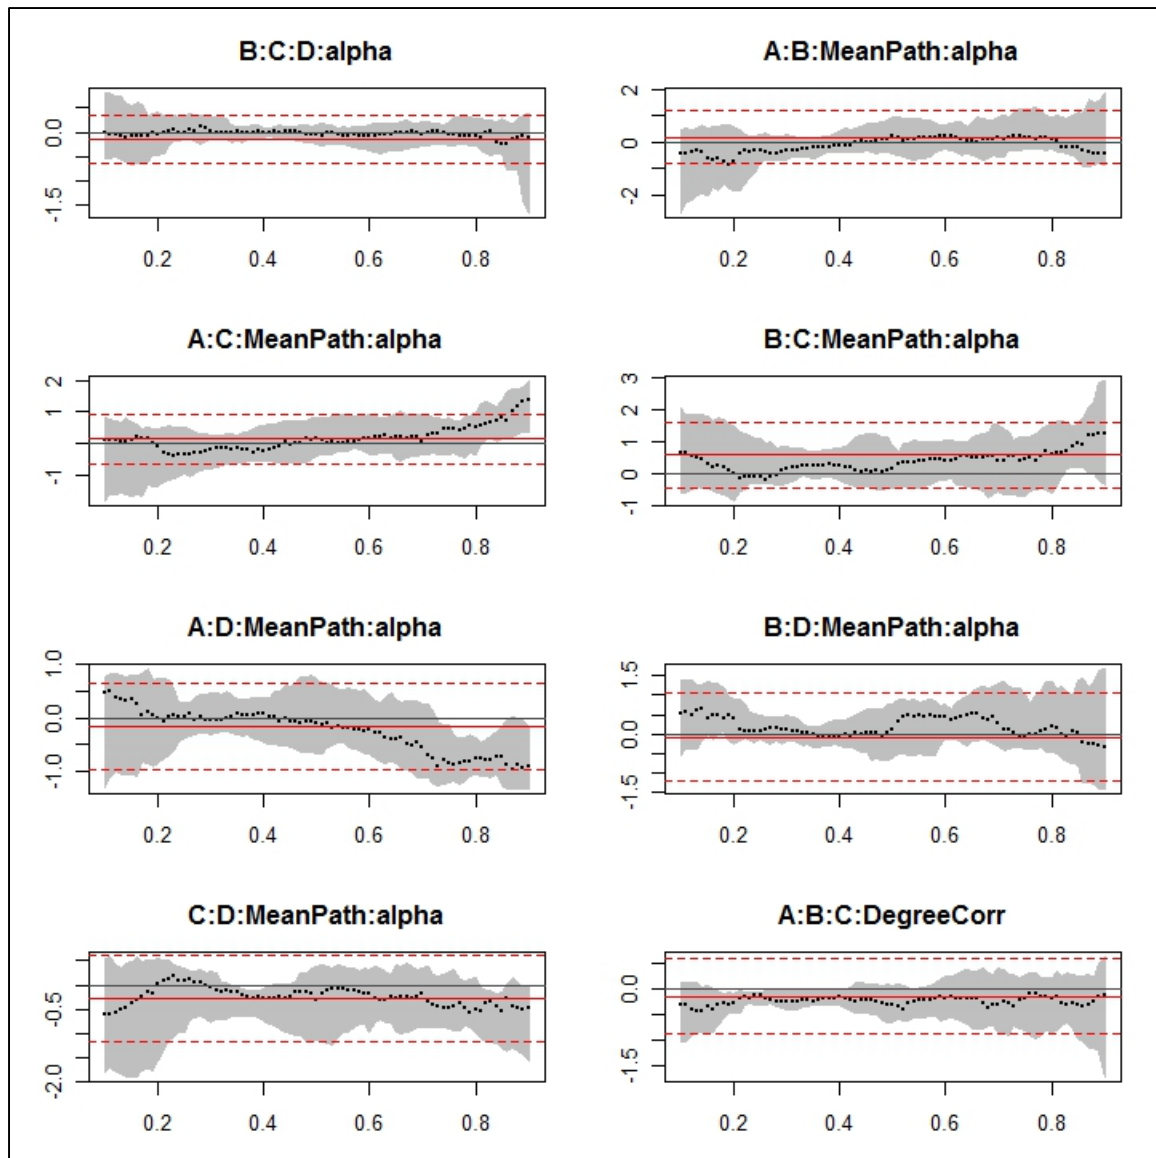 B:C:D:alpha
A:B:MeanPath:alpha
0.0
-1.5
0.2 0.4 0.6 0.8
2
0
-2
0.2 0.4 0.6 0.8
A:C:MeanPath:alpha
B:C:MeanPath:alpha
2
1
-1
0.2 0.4 0.6 0.8
3
2
1
0
-1
0.2 0.4 0.6 0.8
A:D:MeanPath:alpha
B:D:MeanPath:alpha
1.0
0.0
-1.0
0.2 0.4 0.6 0.8
1.5
0.0
-1.5
0.2 0.4 0.6 0.8
C:D:MeanPath:alpha
A:B:C:DegreeCorr
-0.5
-2.0
0.2 0.4 0.6 0.8
0.0
-1.5
0.2 0.4 0.6 0.8